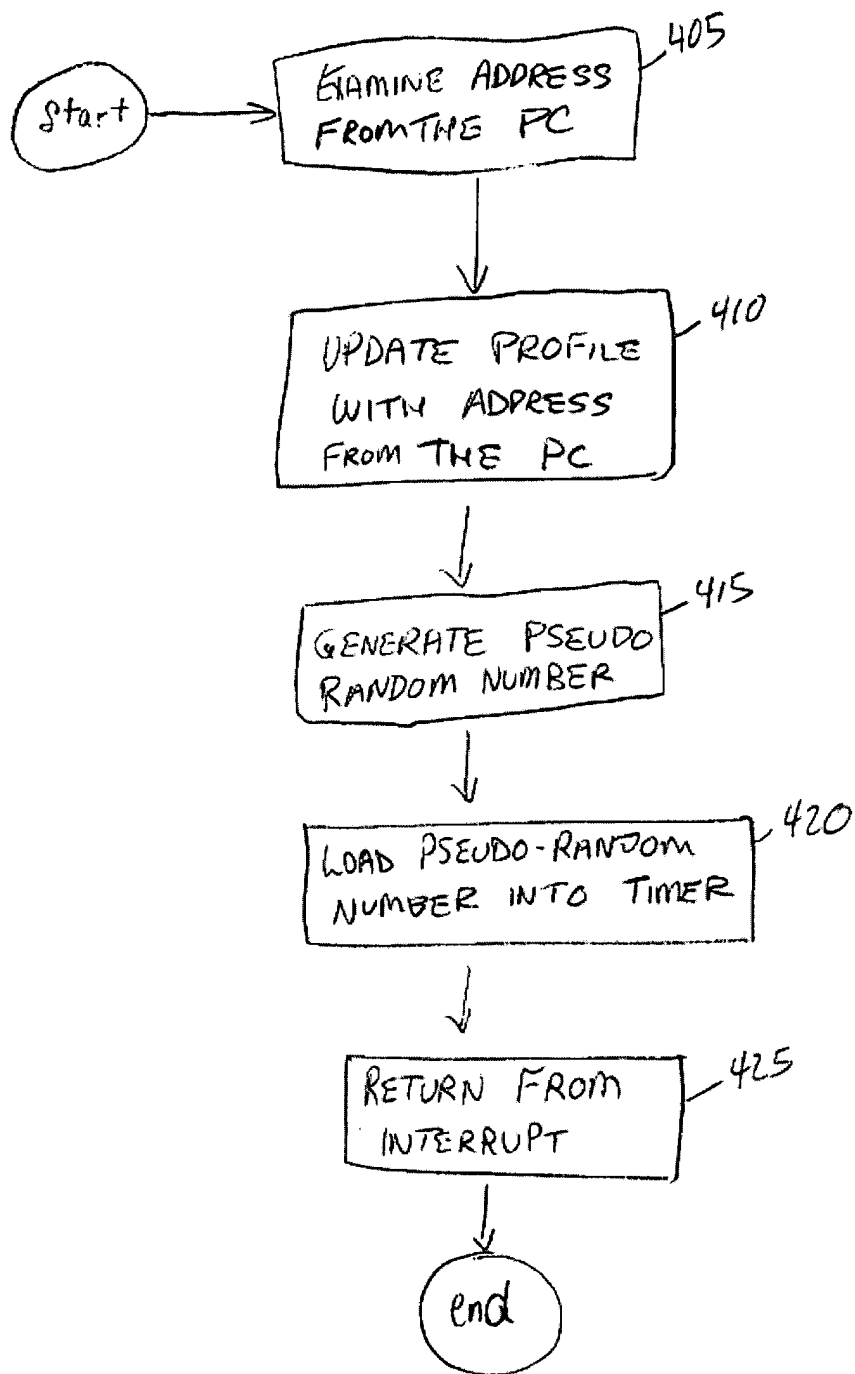 405
Start
EXAMINE ADDRESS
FROM THE PC
410
UPDATE PROFILE
WITH ADDRESS
FROM THE PC
415
GENERATE PSEUDO
RANDOM NUMBER
420
LOAD PSEUDO-RANDOM
NUMBER INTO TIMER
425
RETURN FROM
INTERRUPT
end